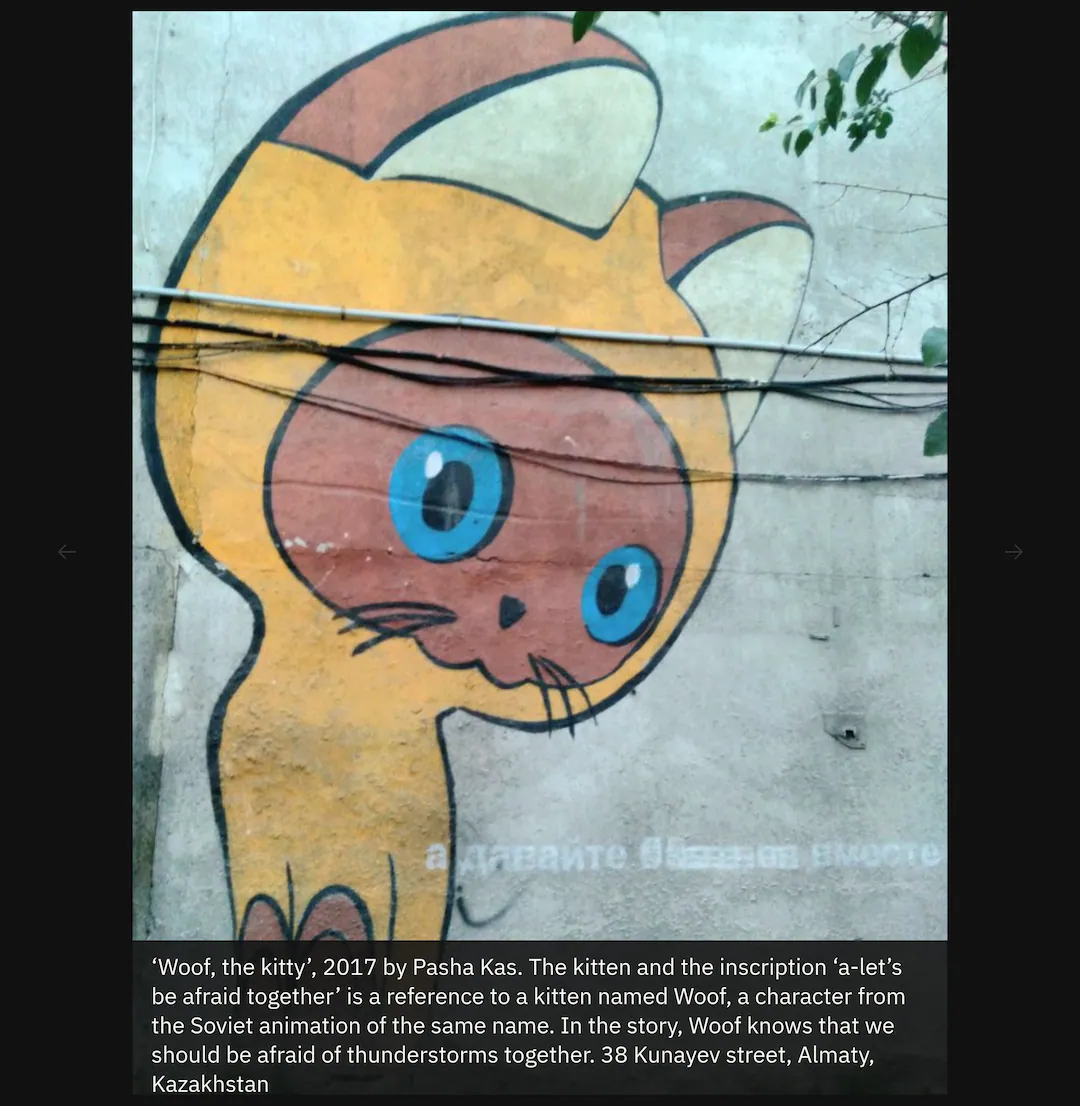 а давайте бояться вместе
‘Woof, the kitty’, 2017 by Pasha Kas. The kitten and the inscription ‘a-let’s
be afraid together’ is a reference to a kitten named Woof, a character from
the Soviet animation of the same name. In the story, Woof knows that we
should be afraid of thunderstorms together. 38 Kunayev street, Almaty,
Kazakhstan